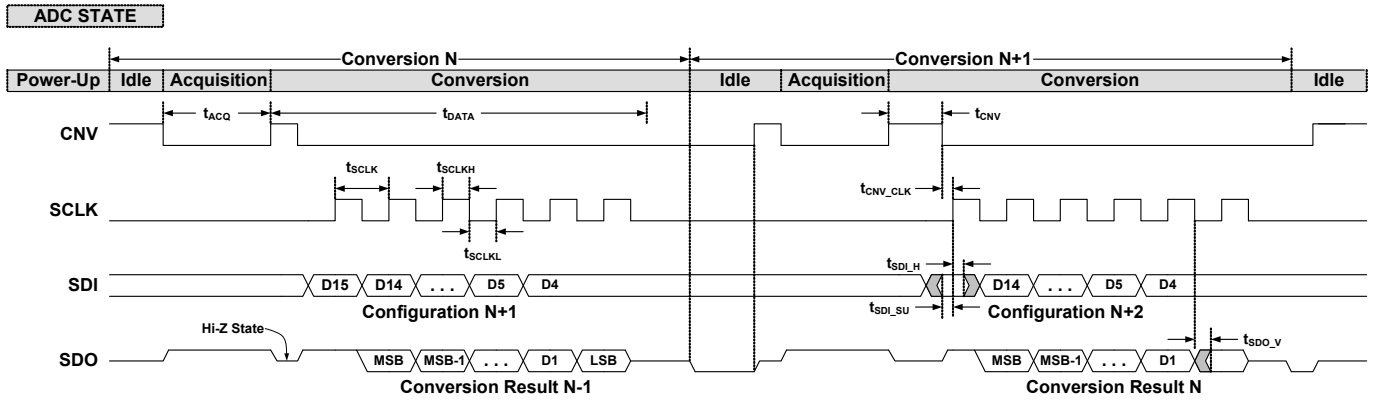 ADC STATE
Conversion N Conversion N+1
Power-Up Idle Acquisition Conversion Idle Acquisition Conversion Idle
tACQ tDATA tCNV
CNV
tSCLK tSCLKH tCNV_CLK
SCLK
tSCLKL
tSDI_H
SDI D15 D14 . . . D5 D4 D14 . . . D5 D4
Configuration N+1 tSDI_SU Configuration N+2
Hi-Z State tSDO_V
SDO MSB MSB-1 . . . D1 LSB MSB MSB-1 . . . D1
Conversion Result N-1 Conversion Result N